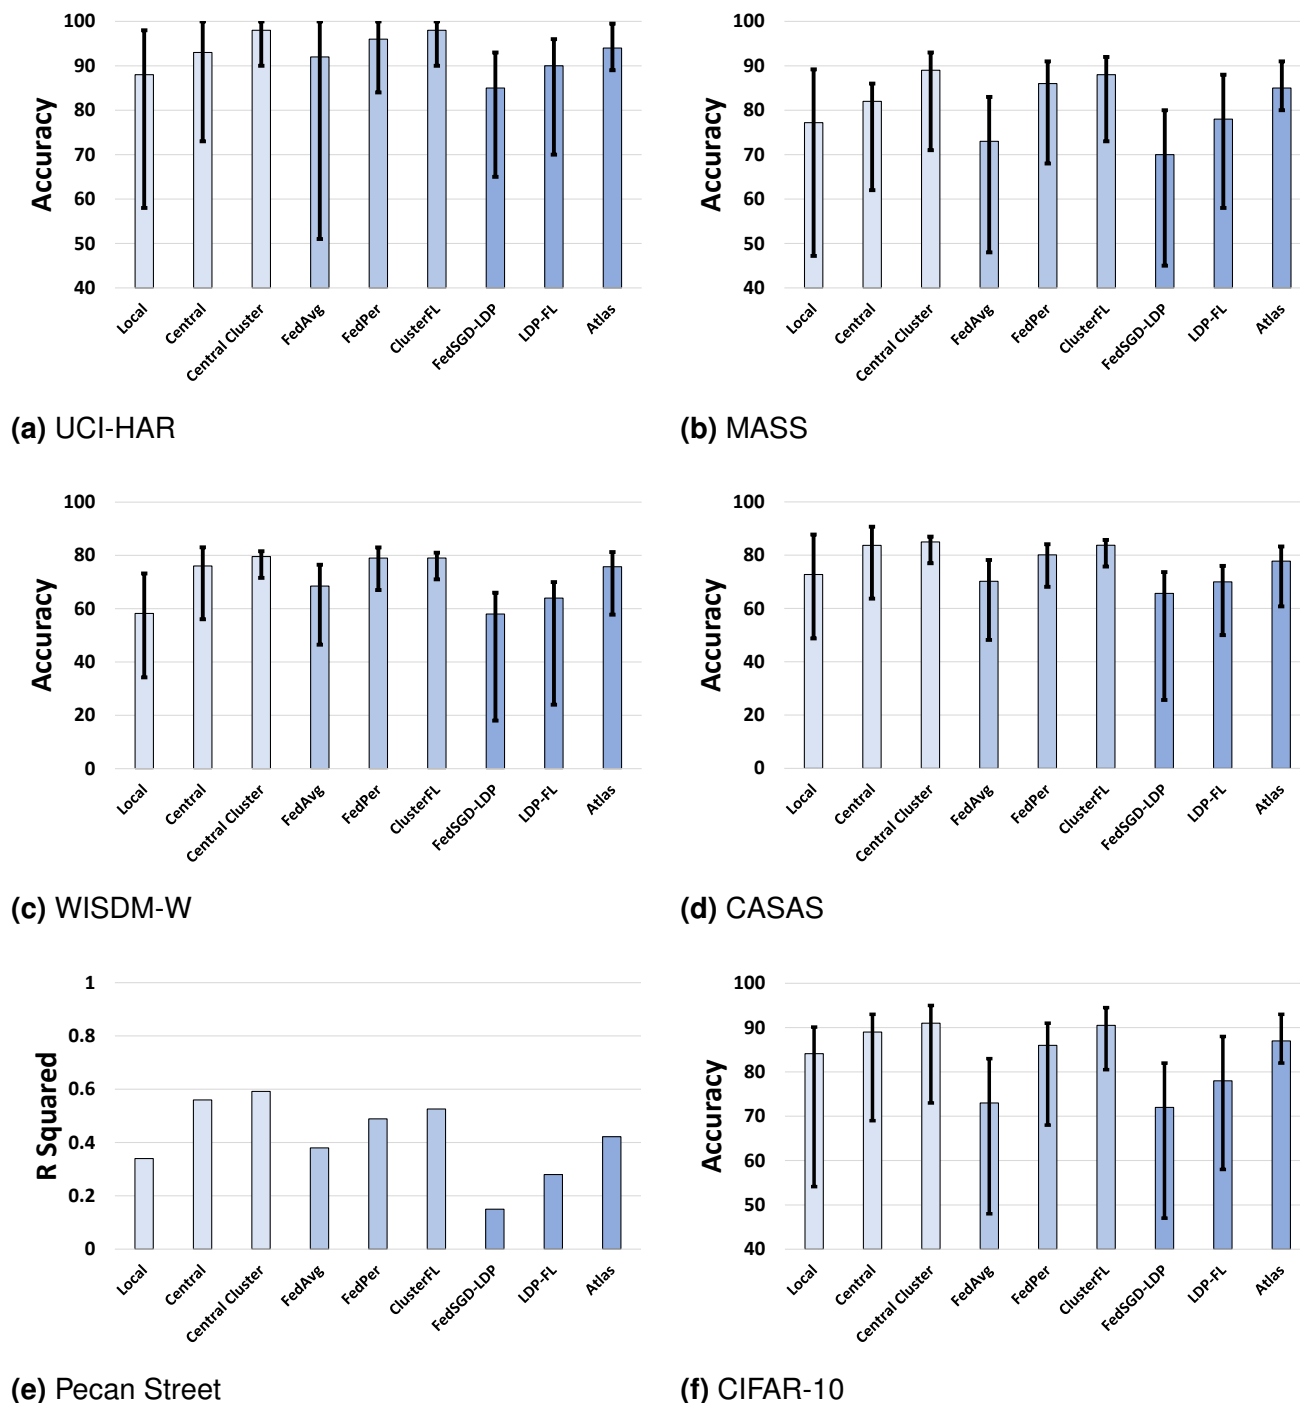 100
90
80
70
60
50
40
Accuracy
Local
Central
Central Cluster
FedAvg
FedPer
ClusterFL
FedSGD-LDP
LDP-FL
Atlas
(a) UCI-HAR
100
90
80
70
60
50
40
Accuracy
Local
Central
Central Cluster
FedAvg
FedPer
ClusterFL
FedSGD-LDP
LDP-FL
Atlas
(b) MASS
100
80
60
40
20
0
Accuracy
Local
Central
Central Cluster
FedAvg
FedPer
ClusterFL
FedSGD-LDP
LDP-FL
Atlas
(c) WISDM-W
100
80
60
40
20
0
Accuracy
Local
Central
Central Cluster
FedAvg
FedPer
ClusterFL
FedSGD-LDP
LDP-FL
Atlas
(d) CASAS
1
0.8
0.6
0.4
0.2
0
R Squared
Local
Central
Central Cluster
FedAvg
FedPer
ClusterFL
FedSGD-LDP
LDP-FL
Atlas
(e) Pecan Street
100
90
80
70
60
50
40
Accuracy
Local
Central
Central Cluster
FedAvg
FedPer
ClusterFL
FedSGD-LDP
LDP-FL
Atlas
(f) CIFAR-10